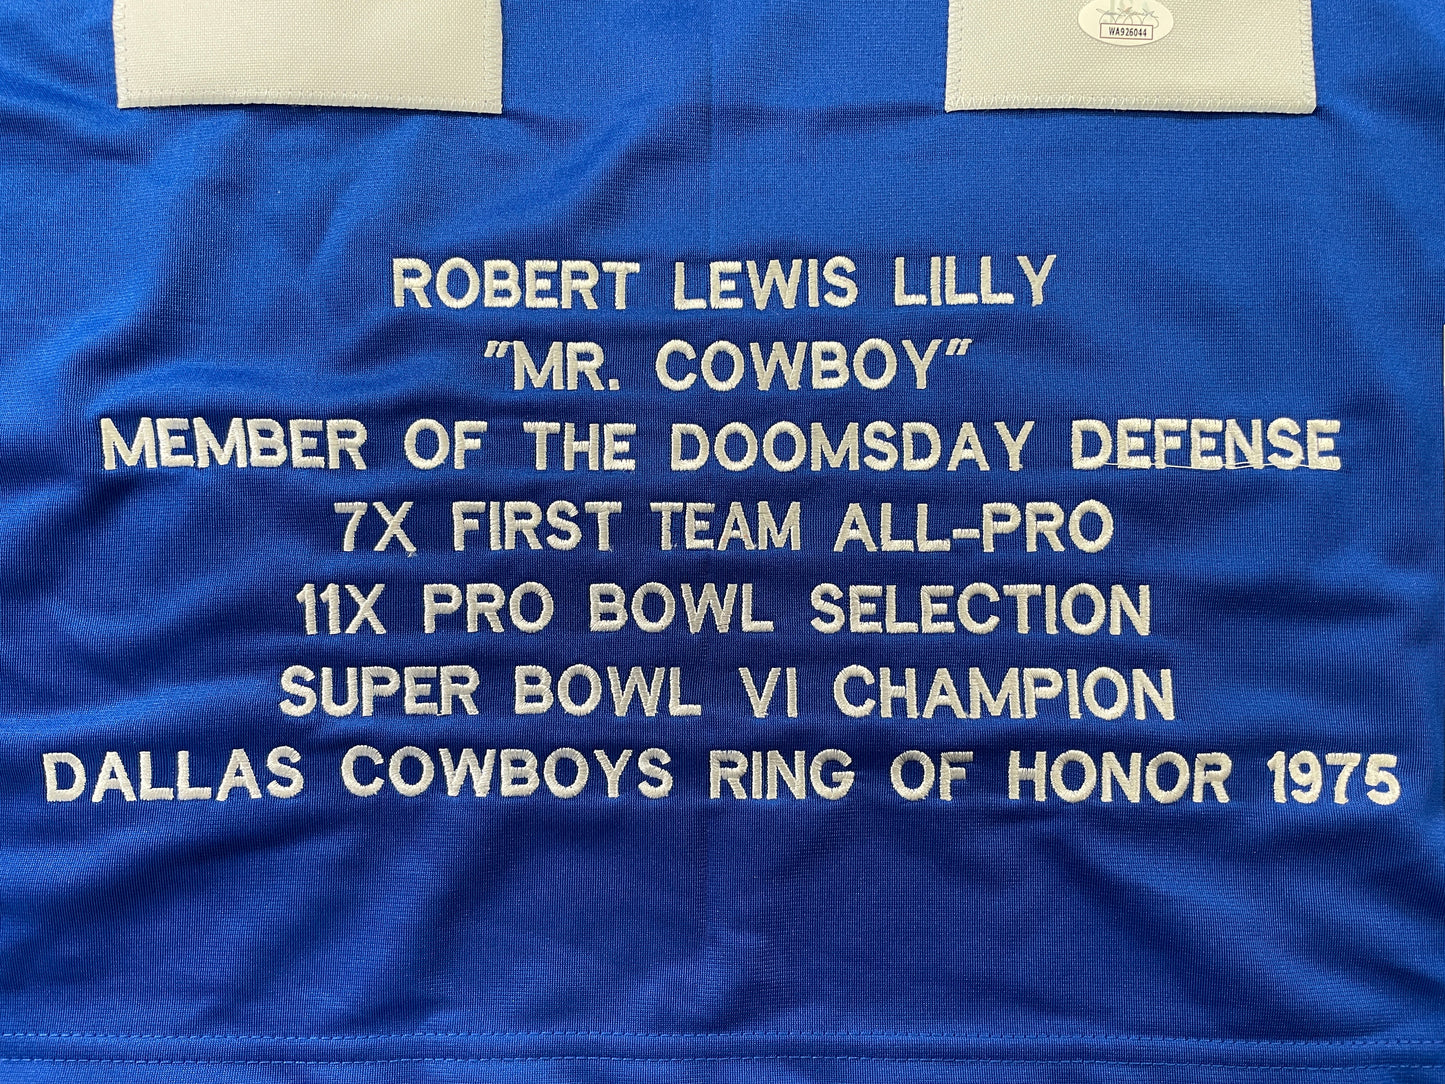 WA926044
ROBERT LEWIS LILLY
"MR. COWBOY"
MEMBER OF THE DOOMSDAY DEFENSE
7X FIRST TEAM ALL-PRO
11X PRO BOWL SELECTION
SUPER BOWL VI CHAMPION
DALLAS COWBOYS RING OF HONOR 1975